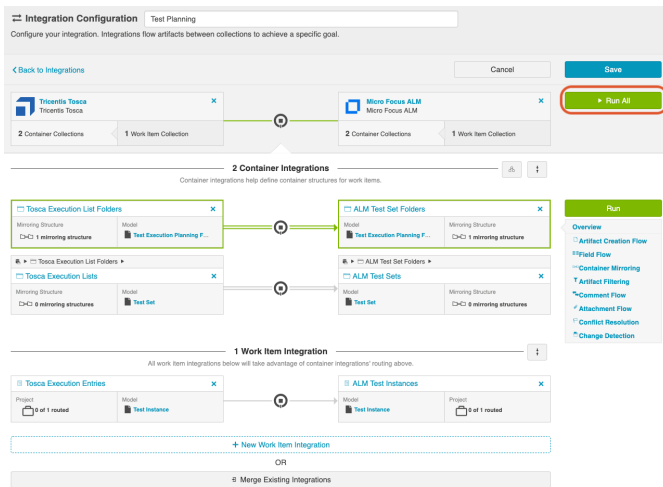 Integration Configuration Test Planning
Configure your integration. Integrations flow artifacts between collections to achieve a specific goal.
Back to Integrations Cancel Save
Tricentis Tosca
Tricentis Tosca
2 Container Collections 1 Work Item Collection
Micro Focus ALM
Micro Focus ALM
2 Container Collections 1 Work Item Collection
Run All
2 Container Integrations
Container integrations help define container structures for work items.
Tosca Execution List Folders
Mirroring Structure Model
1 mirroring structure Test Execution Planning F...
ALM Test Set Folders
Model Mirroring Structure
Test Execution Planning F... 1 mirroring structure
Tosca Execution List Folders
Tosca Execution Lists
Mirroring Structure Model
0 mirroring structures Test Set
ALM Test Set Folders
ALM Test Sets
Model Mirroring Structure
Test Set 0 mirroring structures
Run
Overview
Artifact Creation Flow
Field Flow
Container Mirroring
Artifact Filtering
Comment Flow
Attachment Flow
Conflict Resolution
Change Detection
1 Work Item Integration
All work item integrations below will take advantage of container integrations' routing above.
Tosca Execution Entries
Project Model
0 of 1 routed Test Instance
ALM Test Instances
Model Project
Test Instance 0 of 1 routed
+ New Work Item Integration
OR
Merge Existing Integrations